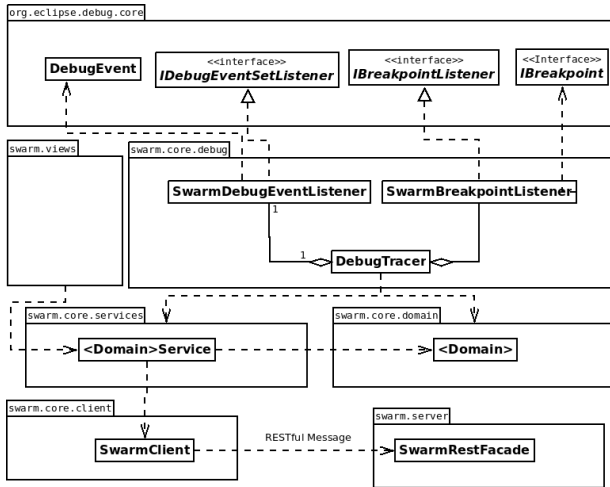 org.eclipse.debug.core
DebugEvent
<<interface>>
IDebugEventSetListener
<<interface>>
IBreakpointListener
<<Interface>>
IBreakpoint
swarm.views
swarm.core.debug
SwarmDebugEventListener
SwarmBreakpointListener
1
1
DebugTracer
swarm.core.services
<Domain>Service
swarm.core.domain
<Domain>
swarm.core.client
SwarmClient
RESTful Message
swarm.server
SwarmRestFacade